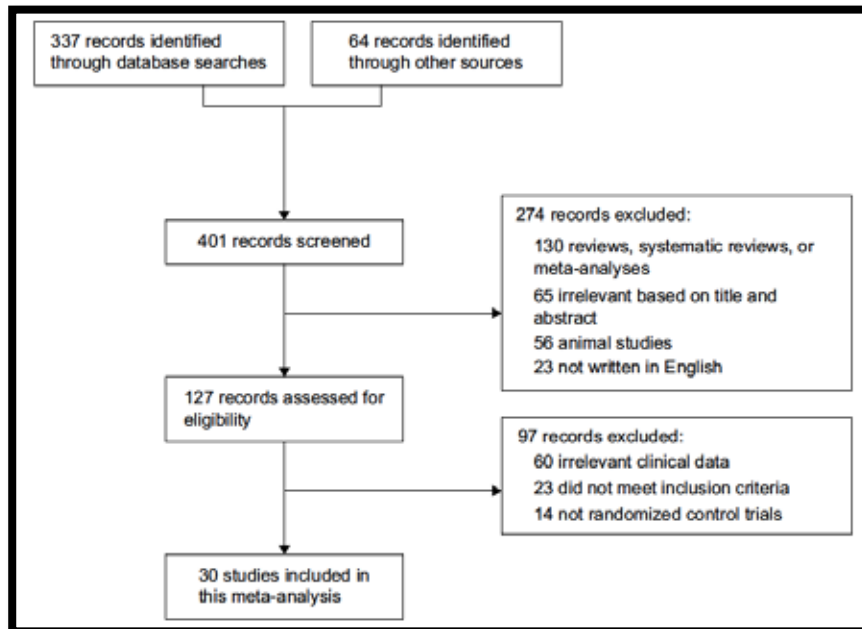 337 records identified
through database searches
64 records identified
through other sources
401 records screened
274 records excluded:
130 reviews, systematic reviews, or
meta-analyses
65 irrelevant based on title and
abstract
56 animal studies
23 not written in English
127 records assessed for
eligibility
97 records excluded:
60 irrelevant clinical data
23 did not meet inclusion criteria
14 not randomized control trials
30 studies included in
this meta-analysis